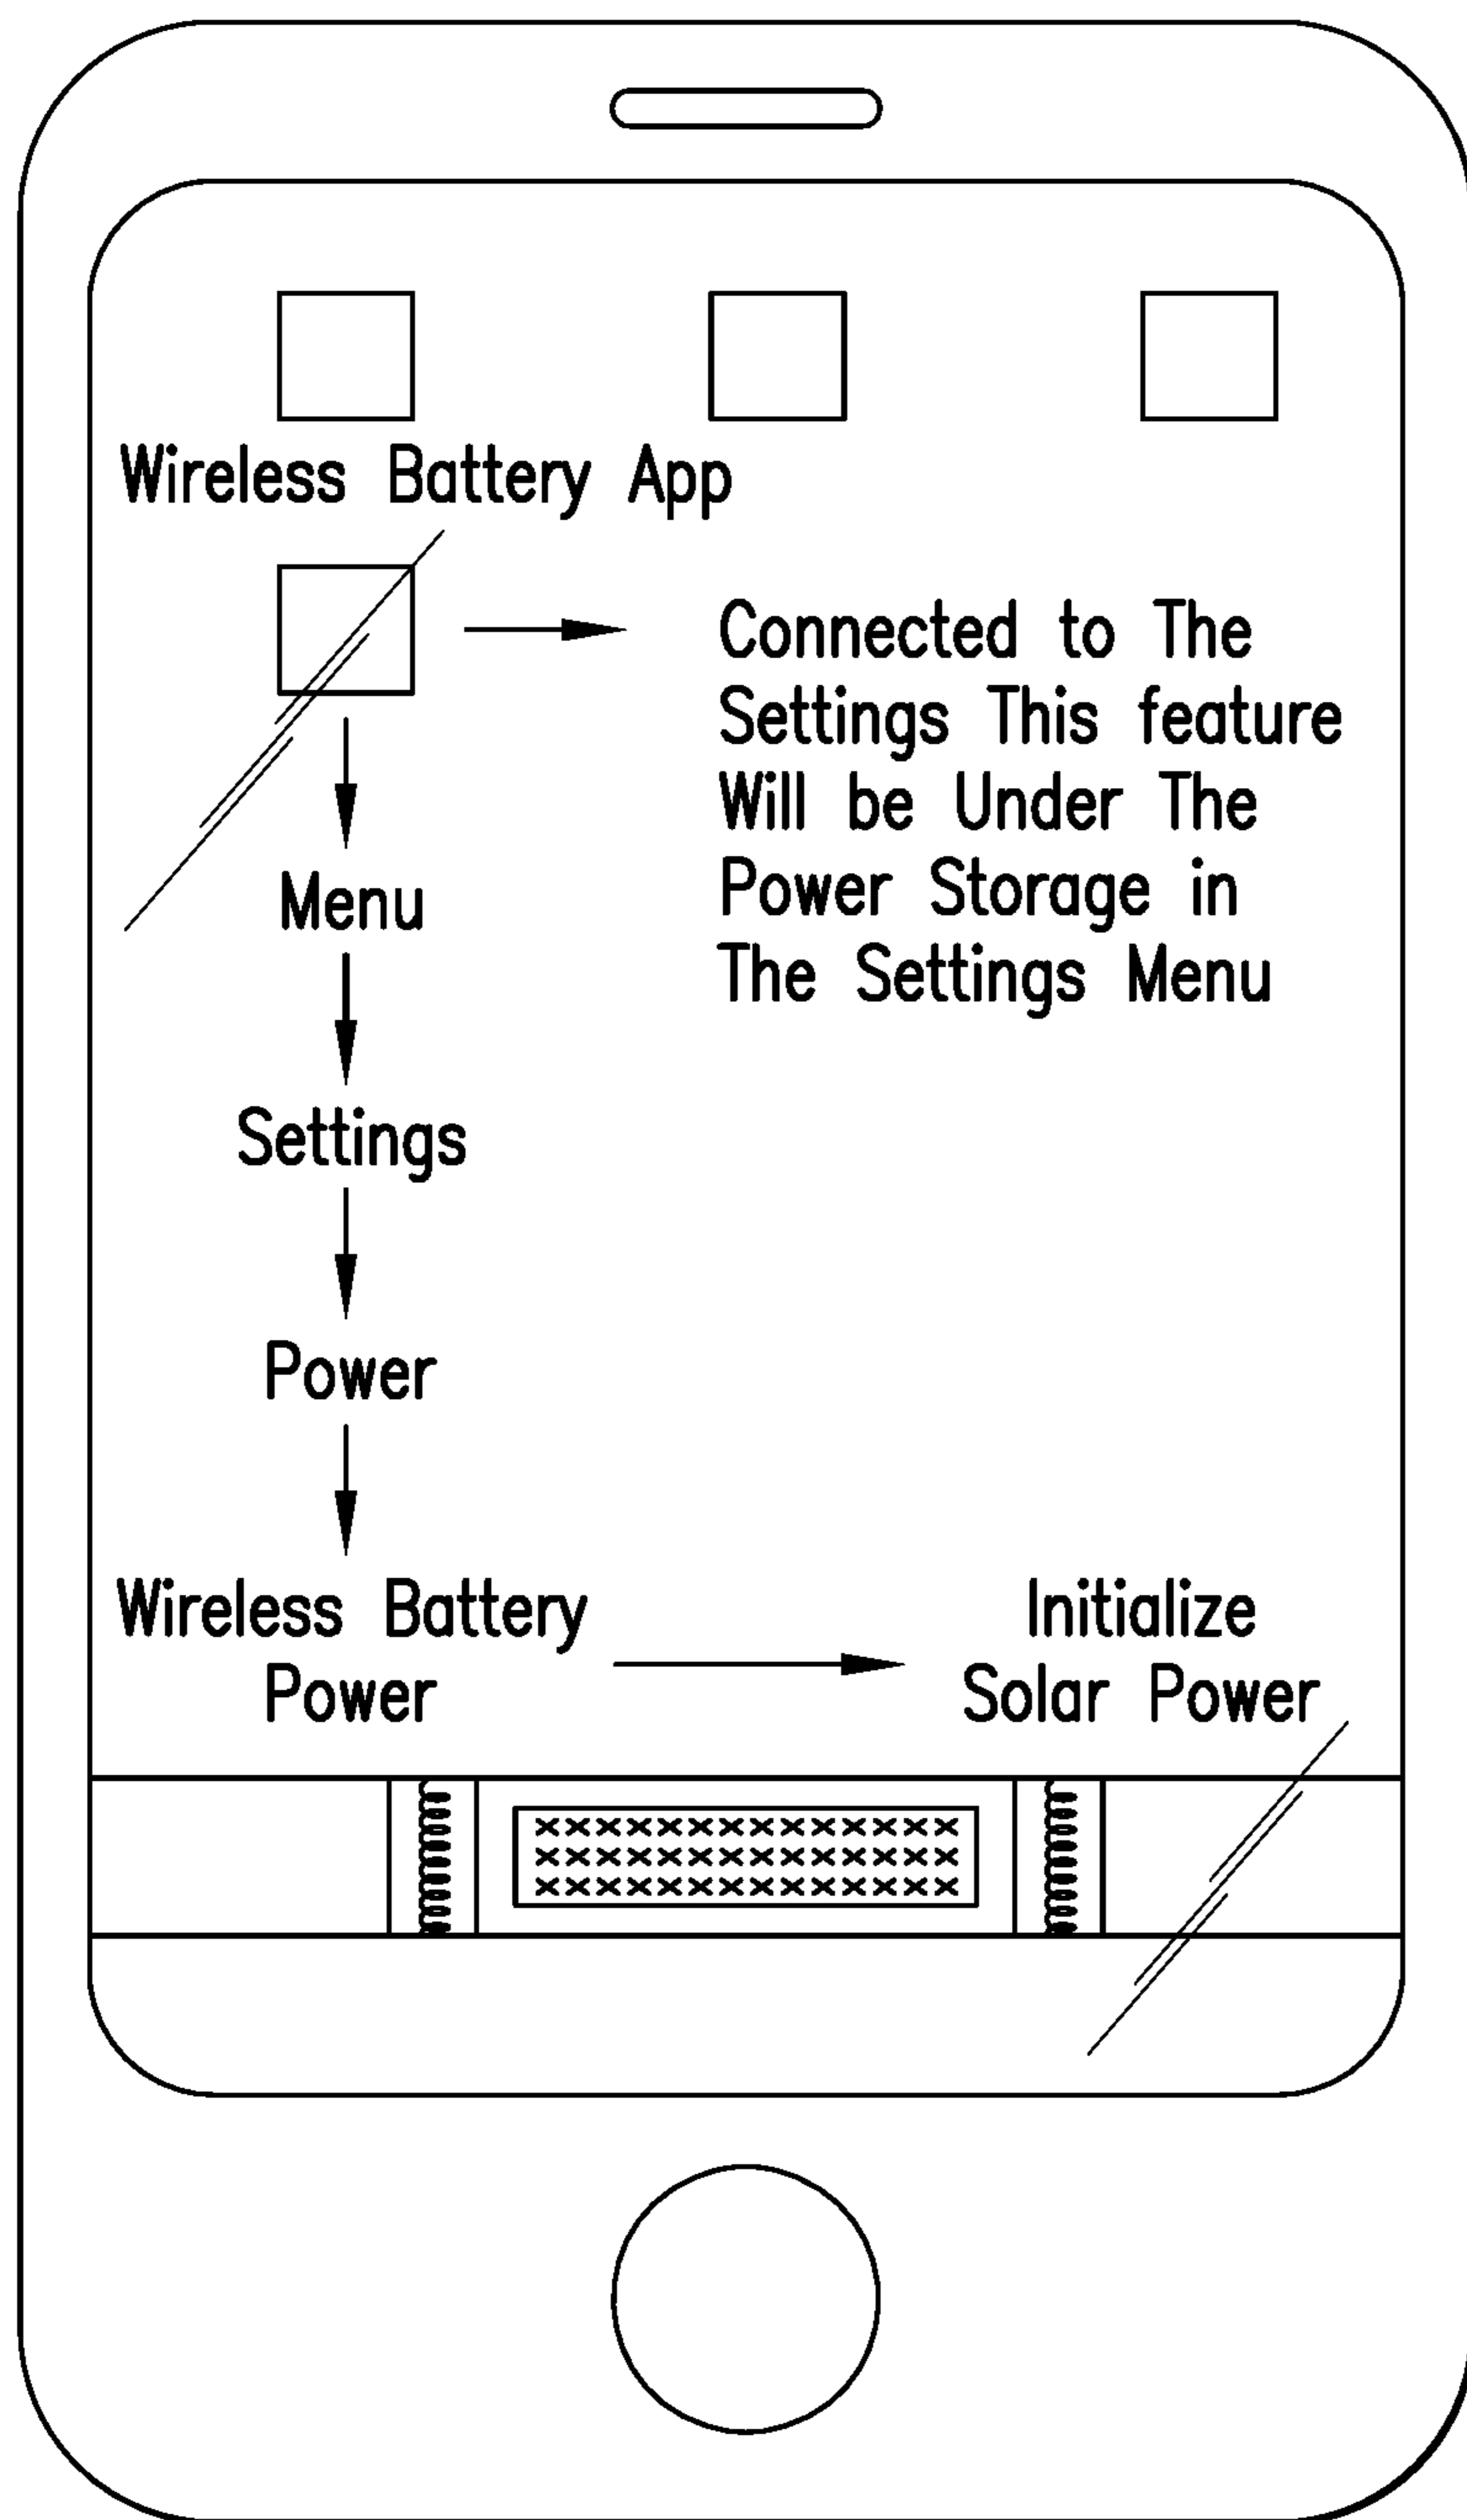 Wireless Battery App
Connected to The
Settings This feature
Will be Under The
Power Storage in
The Settings Menu
Menu
Settings
Power
Wireless Battery
Power
Initialize
Solar Power